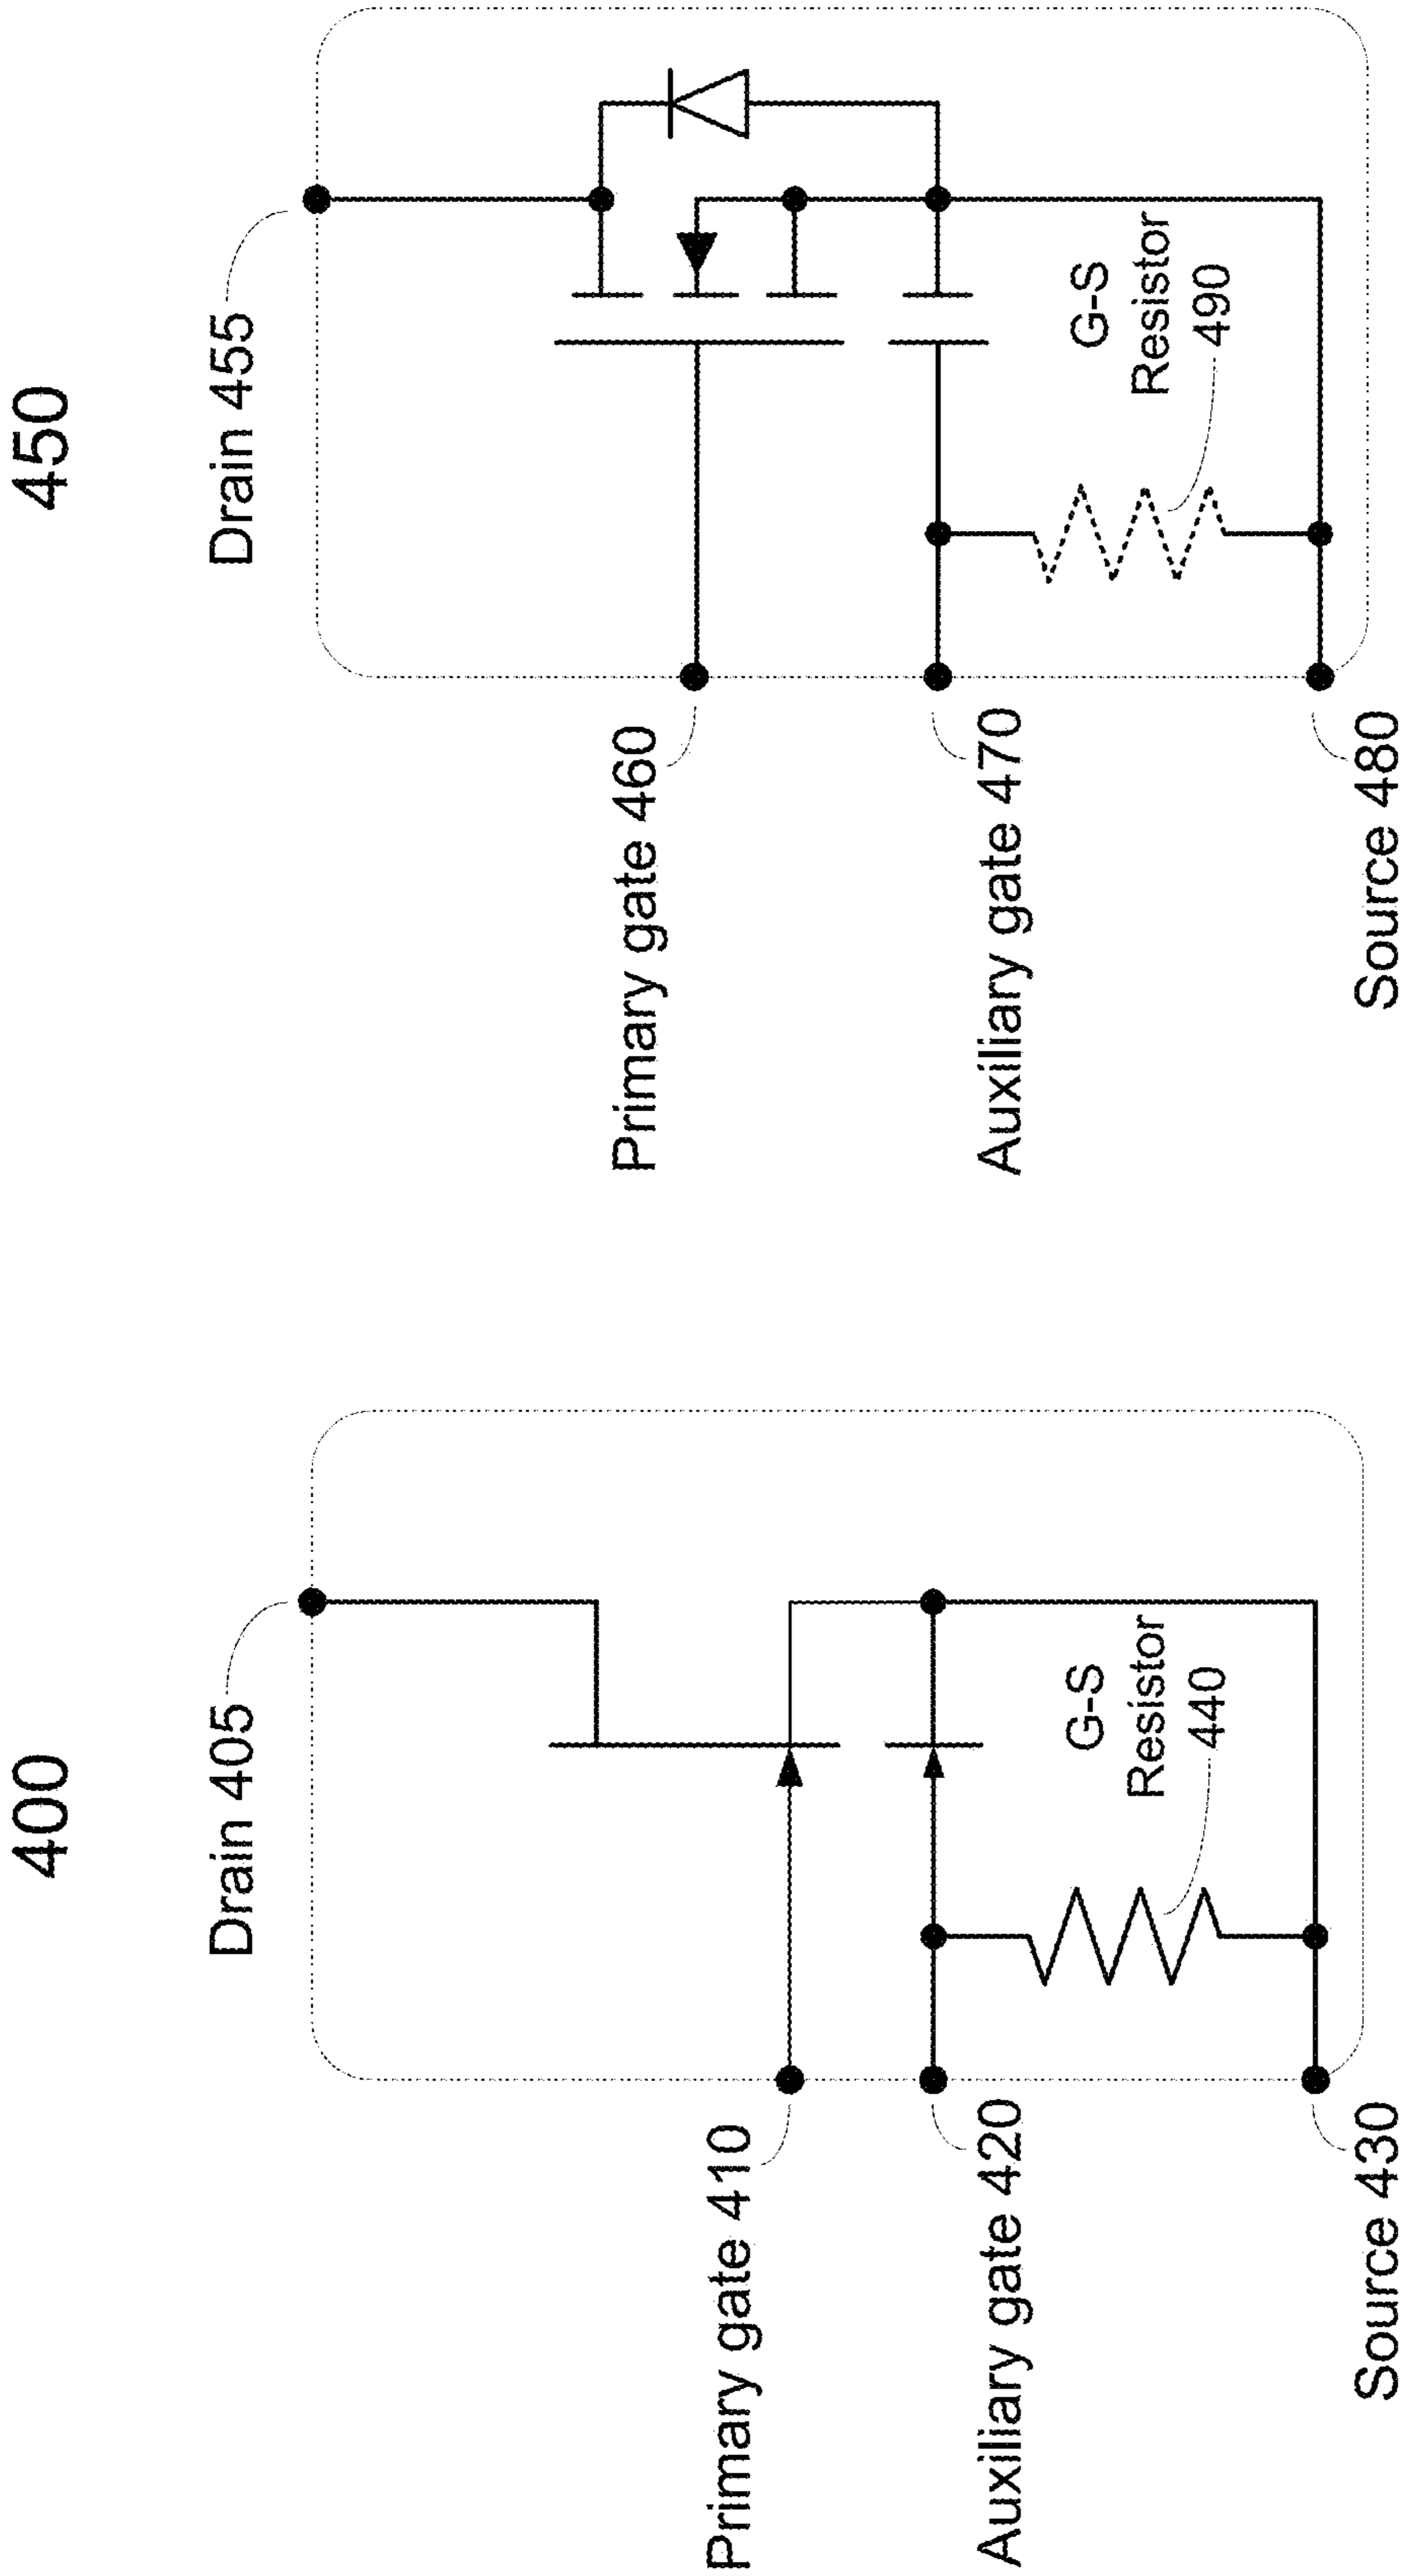 400
Drain 405
Primary gate 410
Auxiliary gate 420
G-S
Resistor
440
Source 430
450
Drain 455
Primary gate 460
Auxiliary gate 470
G-S
Resistor
490
Source 480